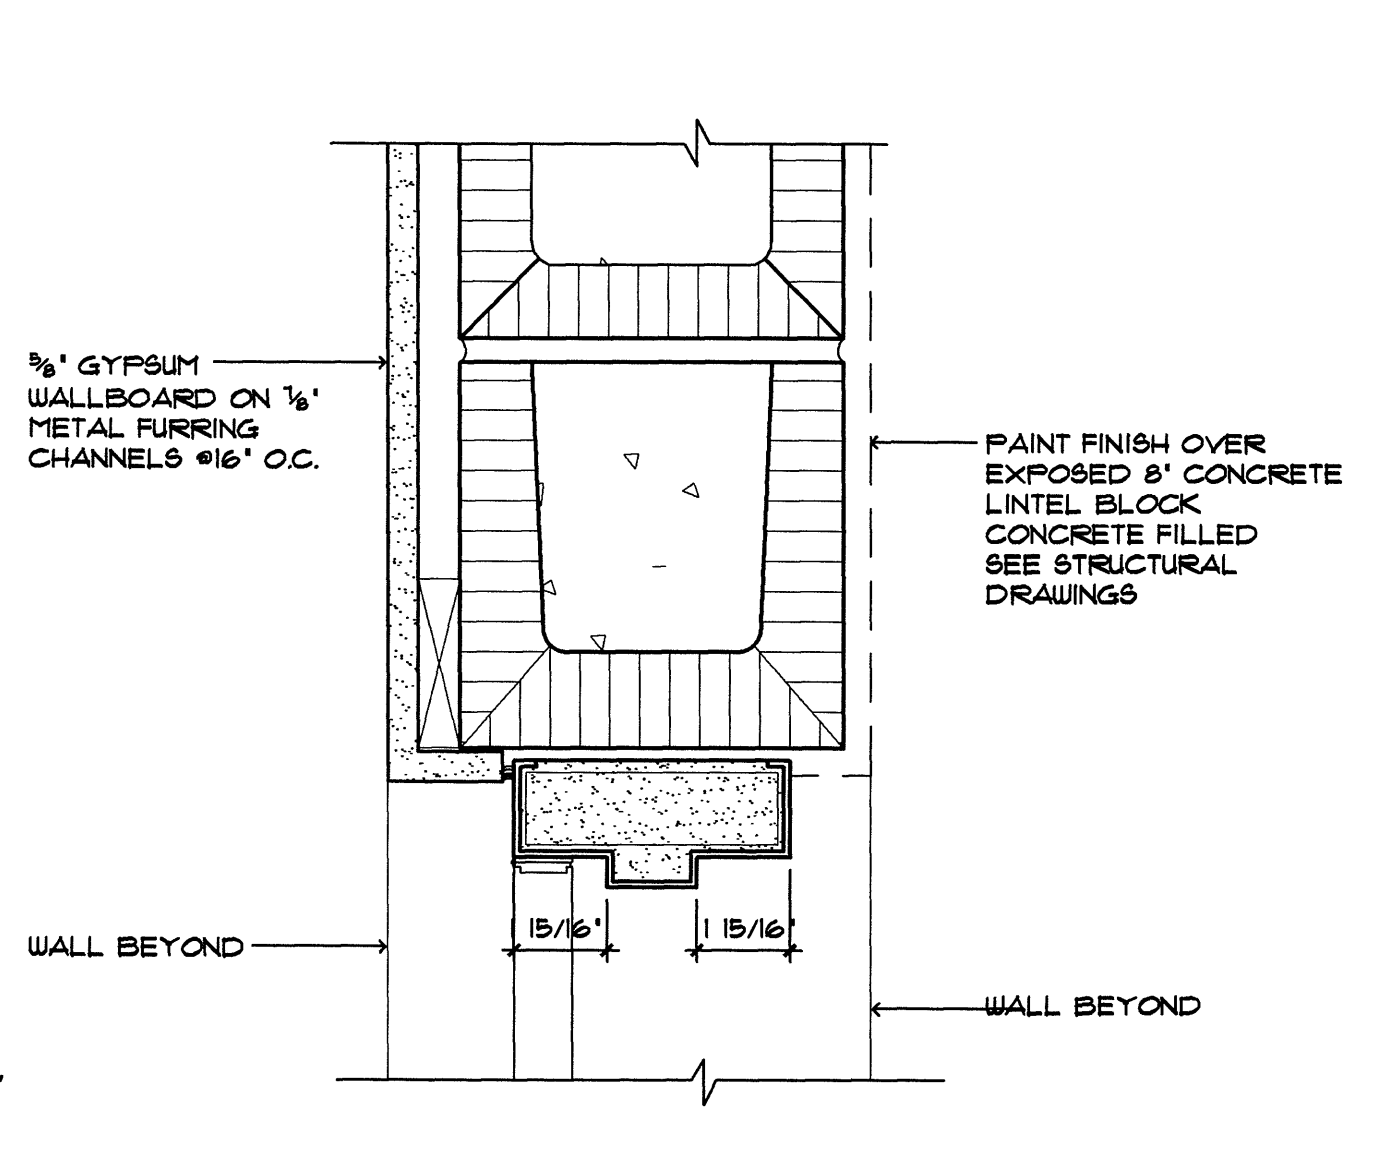 5/8" GYPSUM
WALLBOARD ON 7/8"
METAL FURRING
CHANNELS @16" O.C.
PAINT FINISH OVER
EXPOSED 8" CONCRETE
LINTEL BLOCK
CONCRETE FILLED
SEE STRUCTURAL
DRAWINGS
15/16"
1 15/16"
WALL BEYOND
WALL BEYOND